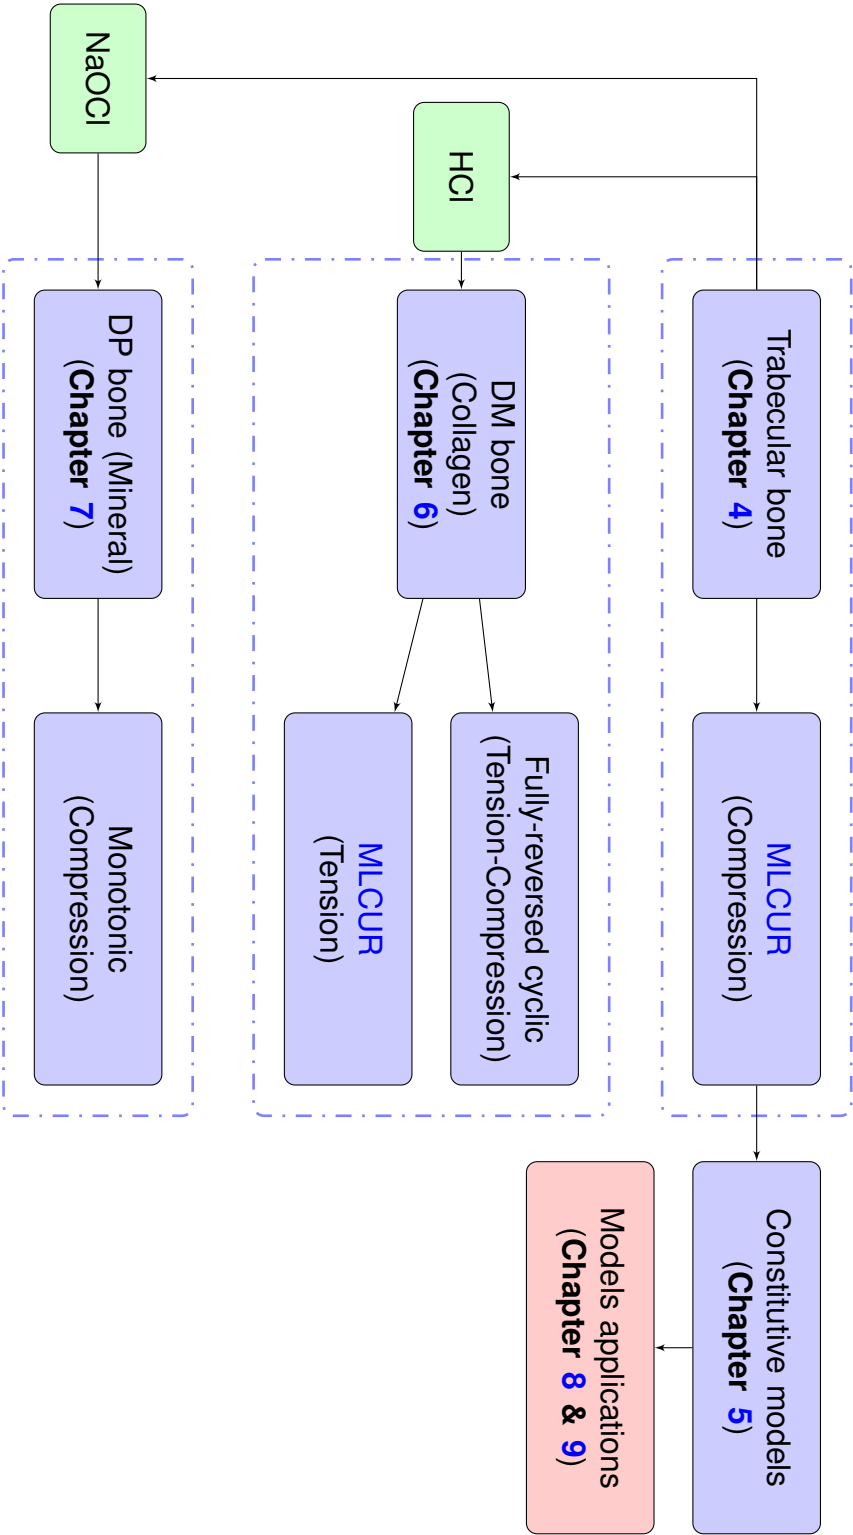 Trabecular bone
(Chapter 4)
MLCUR
(Compression)
Constitutive models
(Chapter 5)
Models applications
(Chapter 8 & 9)
HCl
DM bone
(Collagen)
(Chapter 6)
Fully-reversed cyclic
(Tension-Compression)
MLCUR
(Tension)
NaOCl
DP bone (Mineral)
(Chapter 7)
Monotonic
(Compression)